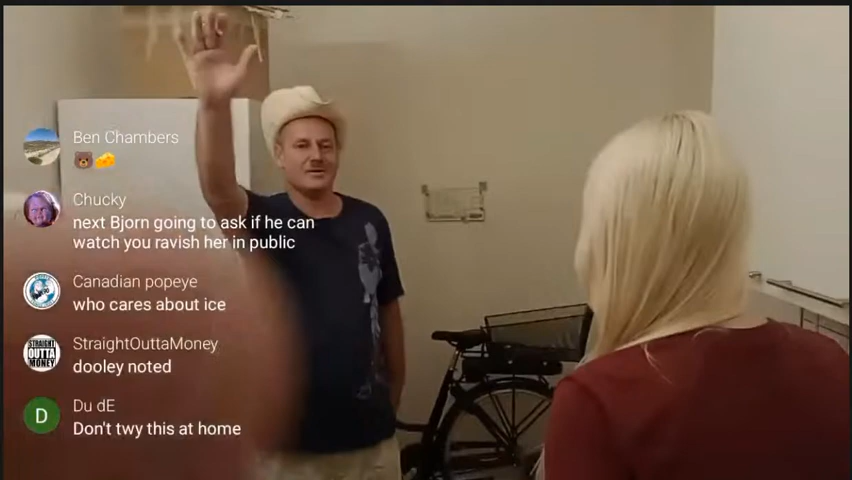 Ben Chambers
🐻🧀
Chucky
next Bjorn going to ask if he can
watch you ravish her in public
Canadian popeye
who cares about ice
STRAIGHT
OUTTA
MONEY
StraightOuttaMoney
dooley noted
D
Du dE
Don't twy this at home